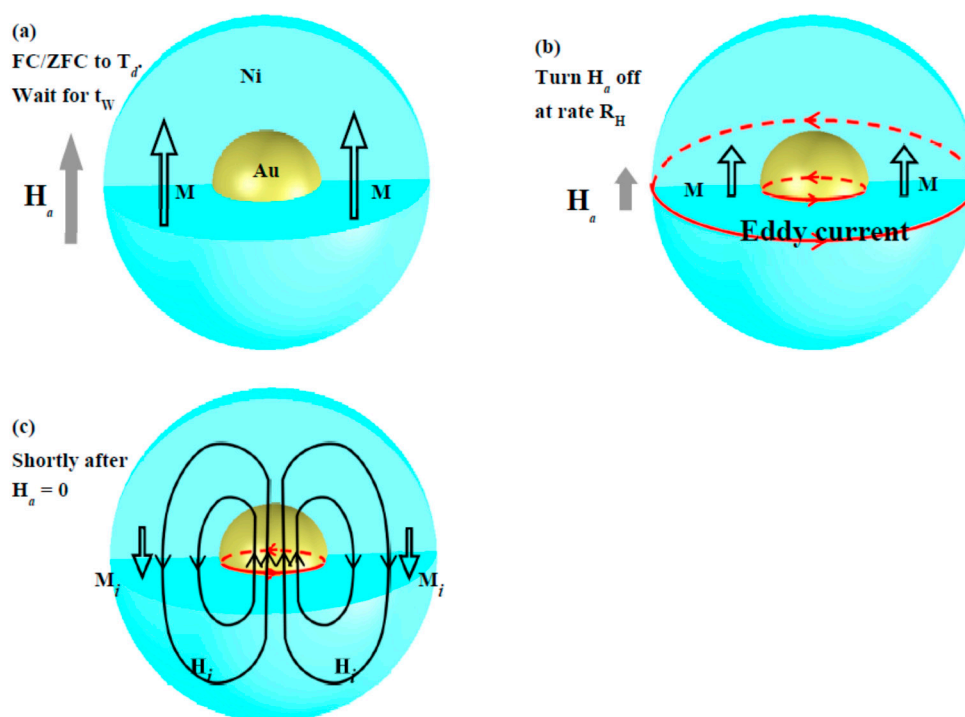 (a)
FC/ZFC to T_d.
Wait for t_W
Ni
Au
M
M
H_a
(b)
Turn H_a off
at rate R_H
M
M
H_a
Eddy current
(c)
Shortly after
H_a = 0
M_i
M_i
H_i
H_i